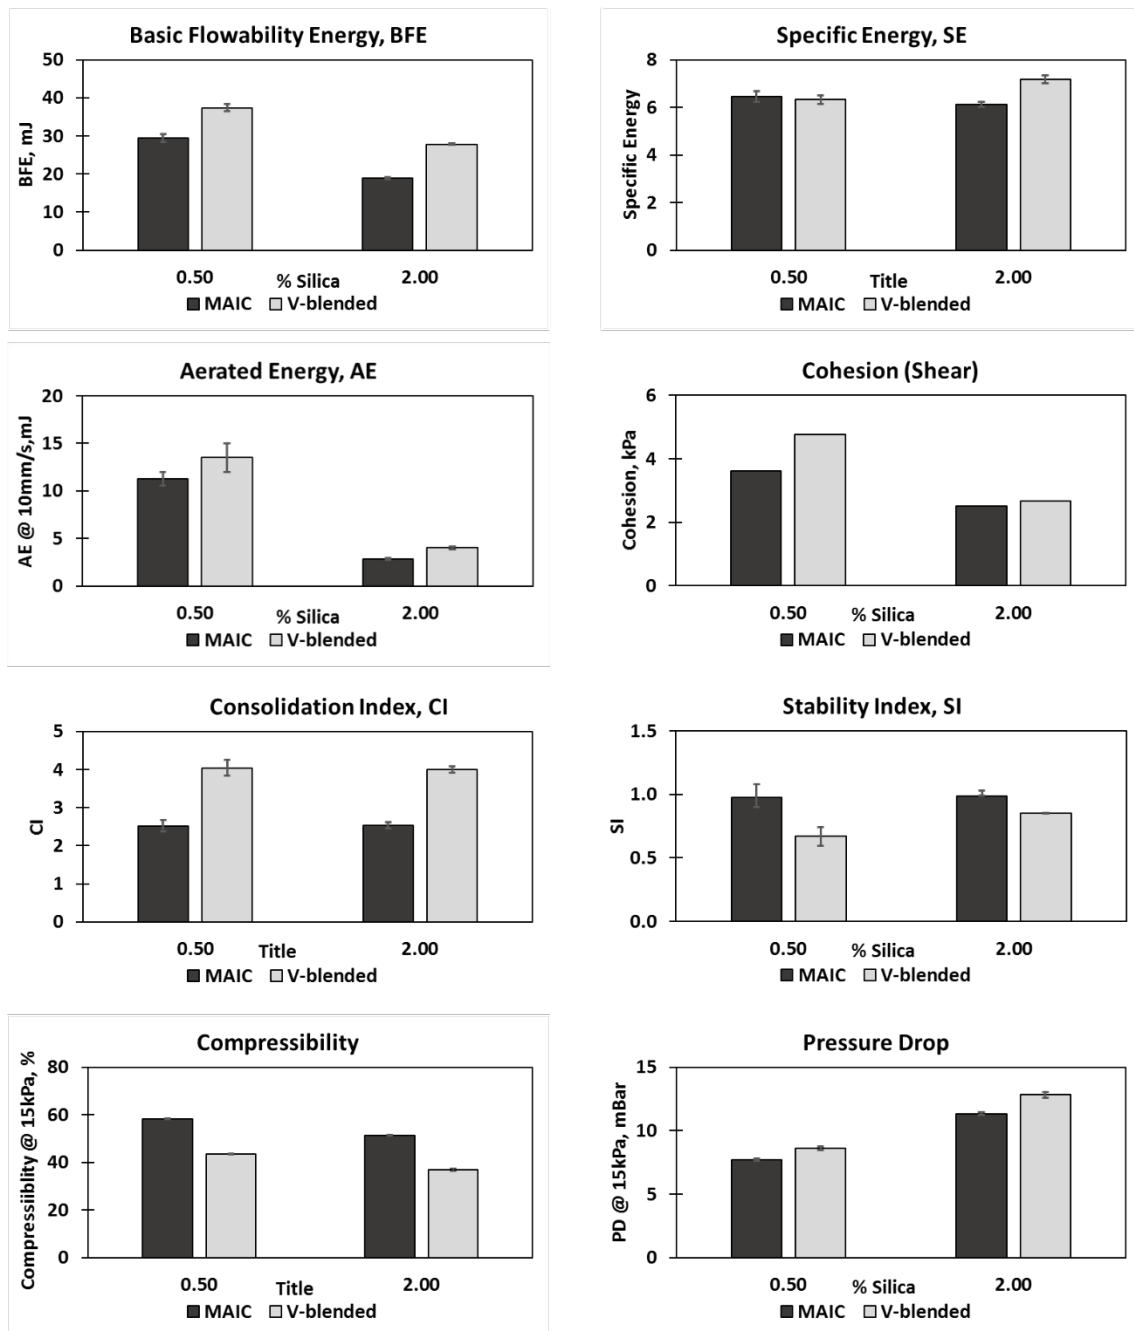 Basic Flowability Energy, BFE
BFE, mJ
50
40
30
20
10
0
0.50
% Silica
2.00
MAIC
V-blended
Specific Energy, SE
Specific Energy
8
6
4
2
0
0.50
Title
2.00
MAIC
V-blended
Aerated Energy, AE
AE @ 10mm/s,mJ
20
15
10
5
0
0.50
% Silica
2.00
MAIC
V-blended
Cohesion (Shear)
Cohesion, kPa
6
4
2
0
0.50
% Silica
2.00
MAIC
V-blended
Consolidation Index, CI
CI
5
4
3
2
1
0
0.50
Title
2.00
MAIC
V-blended
Stability Index, SI
SI
1.5
1.0
0.5
0.0
0.50
% Silica
2.00
MAIC
V-blended
Compressibility
Compressiiblity @ 15kPa, %
80
60
40
20
0
0.50
Title
2.00
MAIC
V-blended
Pressure Drop
PD @ 15kPa, mBar
15
10
5
0
0.50
% Silica
2.00
MAIC
V-blended